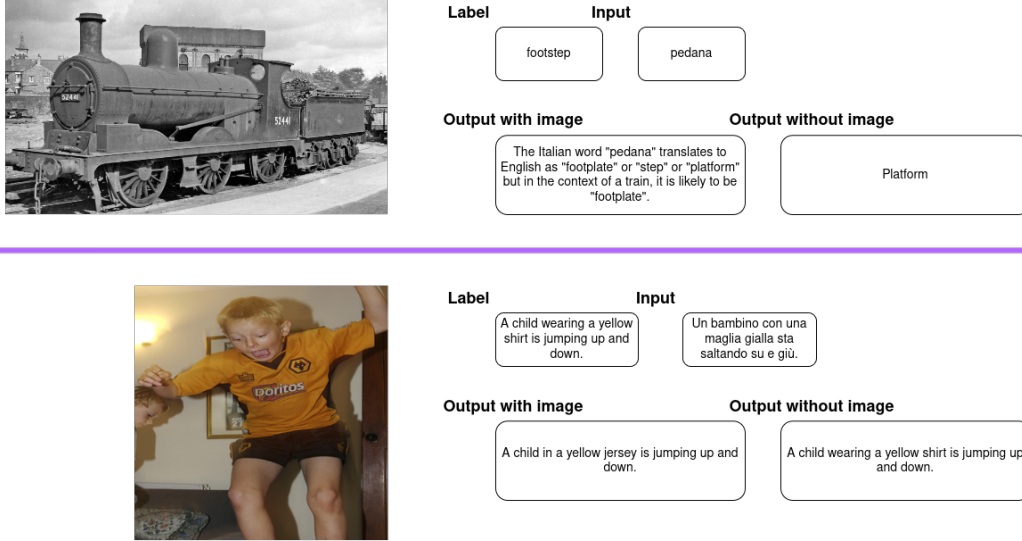 Label Input
footstep pedana
52441
52441
Output with image Output without image
The Italian word "pedana" translates to
English as "footplate" or "step" or "platform"
but in the context of a train, it is likely to be
"footplate".
Platform
Label Input
A child wearing a yellow
shirt is jumping up and
down.
Un bambino con una
maglia gialla sta
saltando su e giù.
Doritos
Output with image Output without image
A child in a yellow jersey is jumping up and
down.
A child wearing a yellow shirt is jumping up
and down.